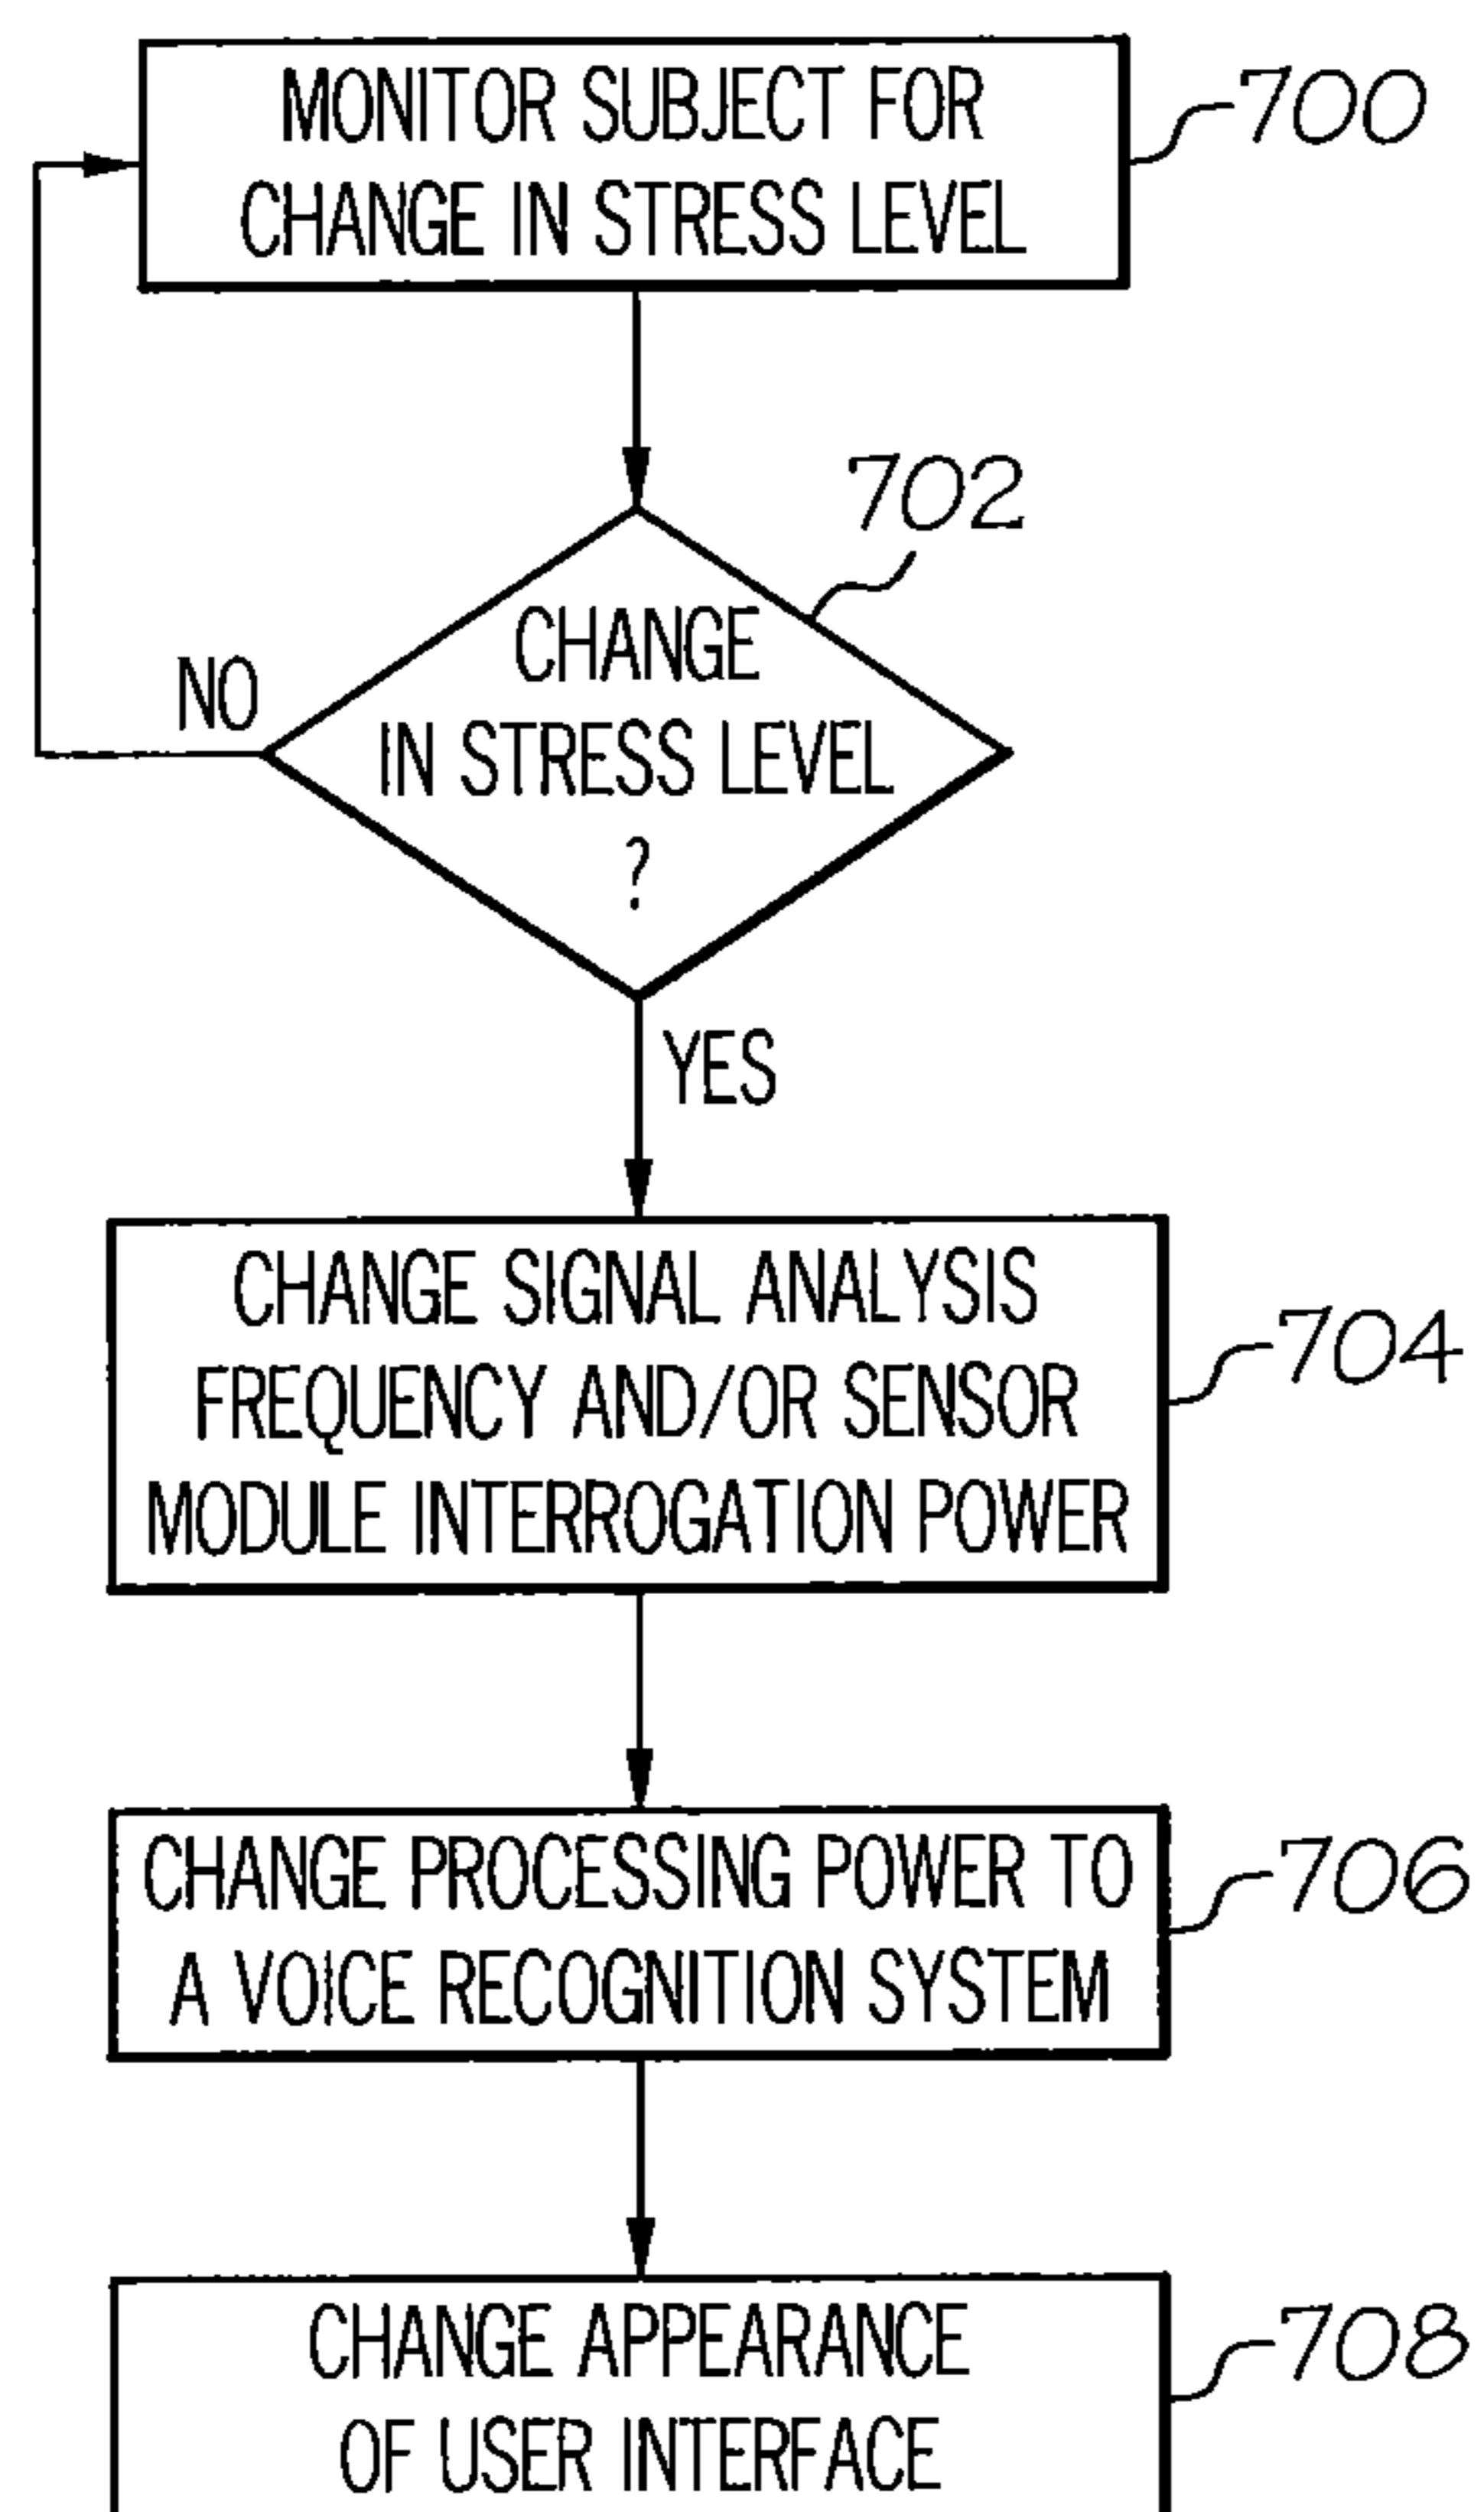 MONITOR SUBJECT FOR
CHANGE IN STRESS LEVEL
700
702
CHANGE
IN STRESS LEVEL
?
NO
YES
CHANGE SIGNAL ANALYSIS
FREQUENCY AND/OR SENSOR
MODULE INTERROGATION POWER
704
CHANGE PROCESSING POWER TO
A VOICE RECOGNITION SYSTEM
706
CHANGE APPEARANCE
OF USER INTERFACE
708